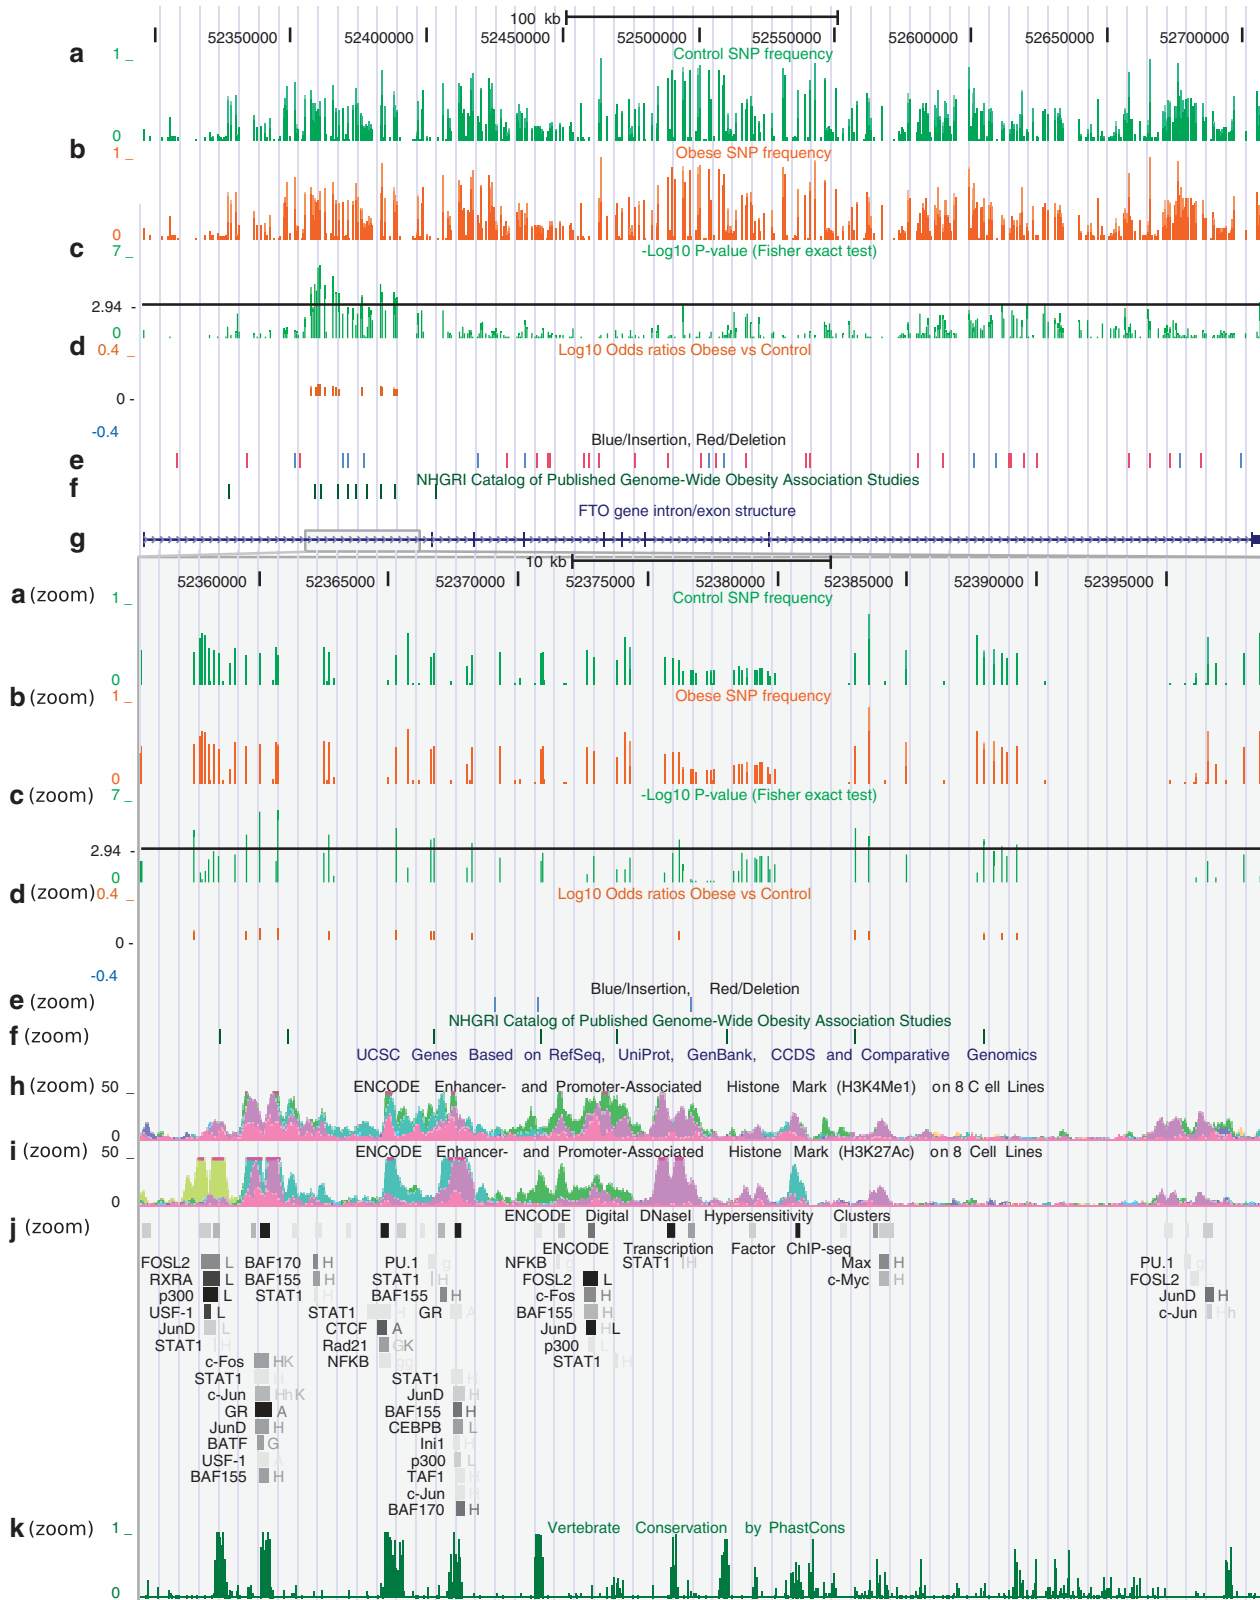 100 kb
52350000 52400000 52450000 52500000 52550000 52600000 52650000 52700000
a 1 _ Control SNP frequency
0
b 1 _ Obese SNP frequency
0
c 7 _ -Log10 P-value (Fisher exact test)
2.94 -
0
d 0.4 _ Log10 Odds ratios Obese vs Control
0 -
-0.4
Blue/Insertion, Red/Deletion
e
NHGRI Catalog of Published Genome-Wide Obesity Association Studies
f
FTO gene intron/exon structure
g
10 kb
52360000 52365000 52370000 52375000 52380000 52385000 52390000 52395000
a (zoom) 1 _ Control SNP frequency
0
b (zoom) 1 _ Obese SNP frequency
0
c (zoom) 7 _ -Log10 P-value (Fisher exact test)
2.94 -
0
d (zoom) 0.4 _ Log10 Odds ratios Obese vs Control
0 -
-0.4
Blue/Insertion, Red/Deletion
e (zoom)
NHGRI Catalog of Published Genome-Wide Obesity Association Studies
f (zoom)
UCSC Genes Based on RefSeq, UniProt, GenBank, CCDS and Comparative Genomics
h (zoom) 50 _ ENCODE Enhancer- and Promoter-Associated Histone Mark (H3K4Me1) on 8 C ell Lines
0
i (zoom) 50 _ ENCODE Enhancer- and Promoter-Associated Histone Mark (H3K27Ac) on 8 Cell Lines
0
ENCODE Digital DNaseI Hypersensitivity Clusters
j (zoom)
ENCODE Transcription Factor ChIP-seq
FOSL2 L BAF170 H PU.1 g NFKB g STAT1 H Max H PU.1 g
RXRA L BAF155 H STAT1 H FOSL2 L c-Myc H FOSL2
p300 L STAT1 H BAF155 H c-Fos H JunD H
USF-1 L STAT1 H GR A BAF155 H c-Jun Hh
JunD L CTCF A JunD HL
STAT1 H Rad21 GK p300 L
c-Fos HK NFKB gg STAT1 H
STAT1 H STAT1 H
c-Jun HhK JunD H
GR A BAF155 H
JunD H CEBPB L
BATF G Ini1 H
USF-1 A p300 L
BAF155 H TAF1 H
c-Jun H
BAF170 H
k (zoom) 1 _ Vertebrate Conservation by PhastCons
0